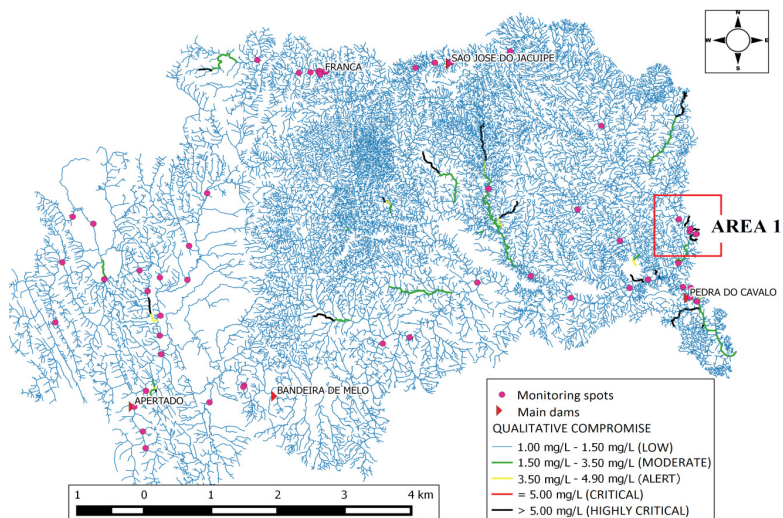 N
W E
S
SAO JOSE DO JACUIPE
FRANCA
AREA 1
PEDRA DO CAVALO
BANDEIRA DE MELO
APERTADO
Monitoring spots
Main dams
QUALITATIVE COMPROMISE
1.00 mg/L - 1.50 mg/L (LOW)
1.50 mg/L - 3.50 mg/L (MODERATE)
3.50 mg/L - 4.90 mg/L (ALERT)
= 5.00 mg/L (CRITICAL)
> 5.00 mg/L (HIGHLY CRITICAL)
1 0 1 2 3 4 km